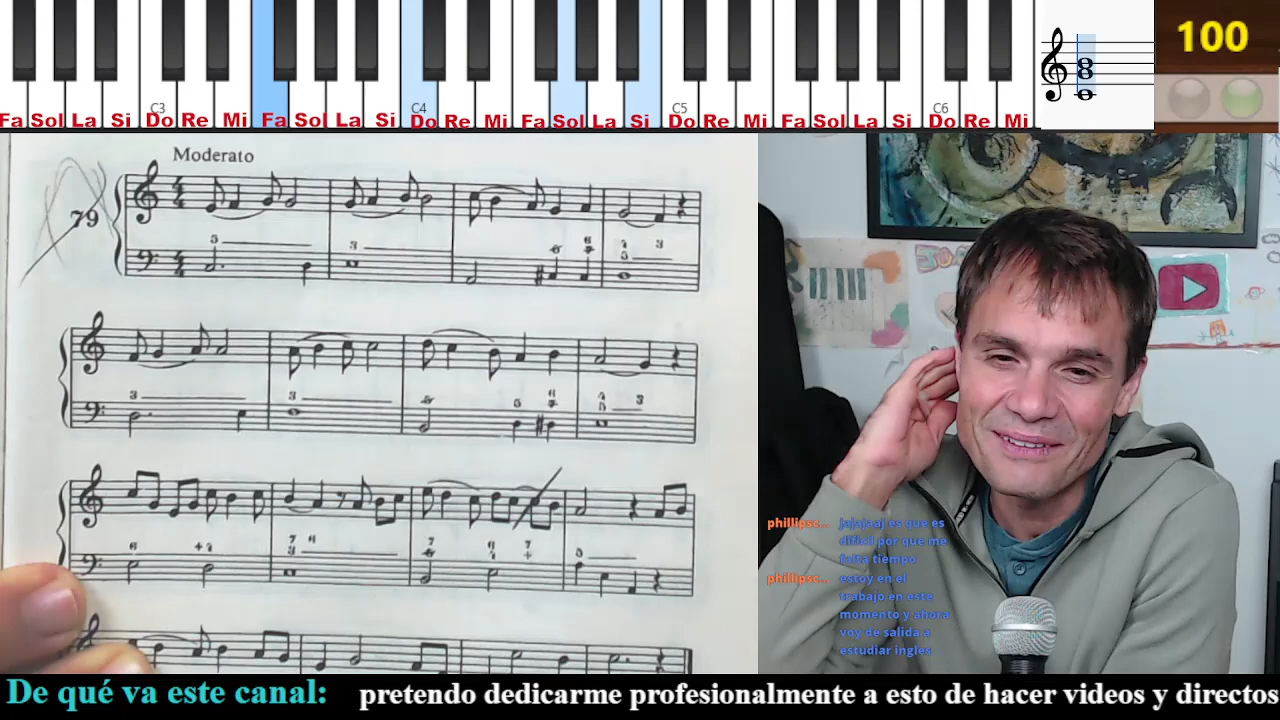 C3 C4 C5 C6
Fa Sol La Si Do Re Mi Fa Sol La Si Do Re Mi Fa Sol La Si Do Re Mi Fa Sol La Si Do Re Mi
100
Moderato
79
phillipsc... jajajaaj es que es
dificil por que me
falta tiempo
phillipsc... estoy en el
trabajo en este
momento y ahora
voy de salida a
estudiar ingles
De qué va este canal: pretendo dedicarme profesionalmente a esto de hacer videos y directos